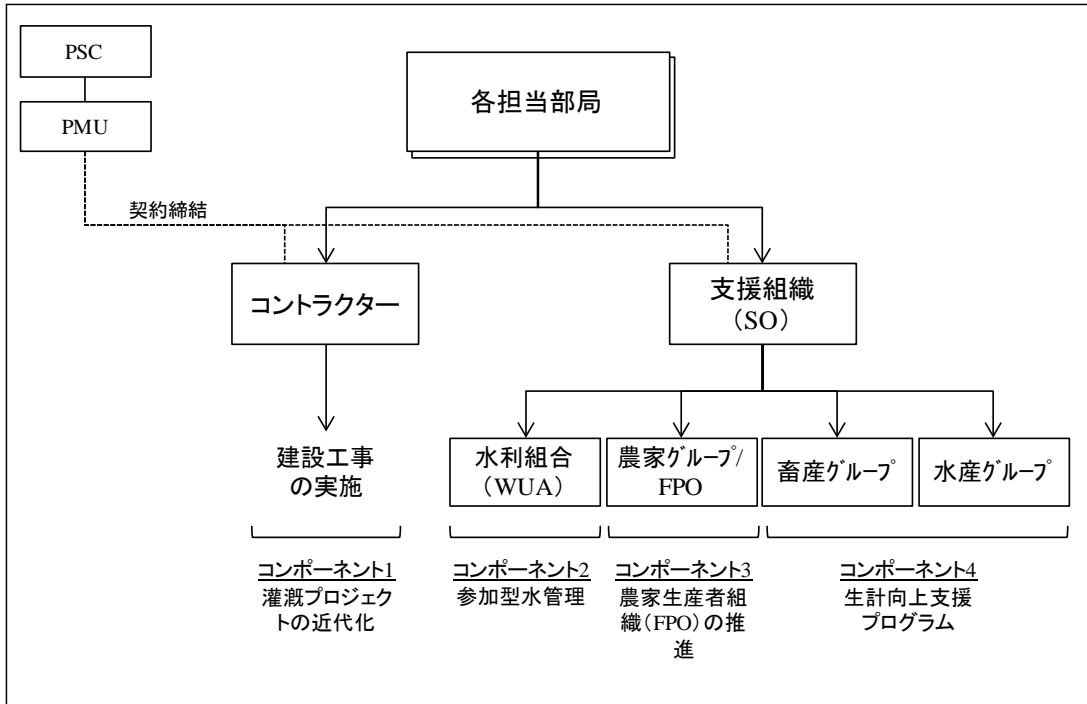 PSC
PMU
各担当部局
契約締結
コントラクター
支援組織
（SO）
建設工事
の実施
水利組合
（WUA）
農家ｸﾞﾙｰﾌﾟ/
FPO
畜産ｸﾞﾙｰﾌﾟ
水産ｸﾞﾙｰﾌﾟ
コンポーネント1
灌漑プロジェク
トの近代化
コンポーネント2
参加型水管理
コンポーネント3
農家生産者組
織（FPO）の推
進
コンポーネント4
生計向上支援
プログラム